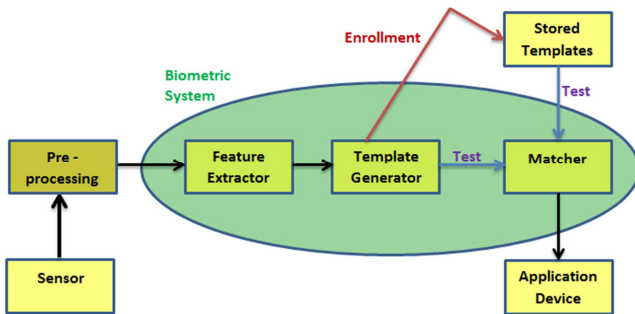 Enrollment
Stored
Templates
Biometric
System
Test
Pre -
processing
Feature
Extractor
Template
Generator
Test
Matcher
Sensor
Application
Device